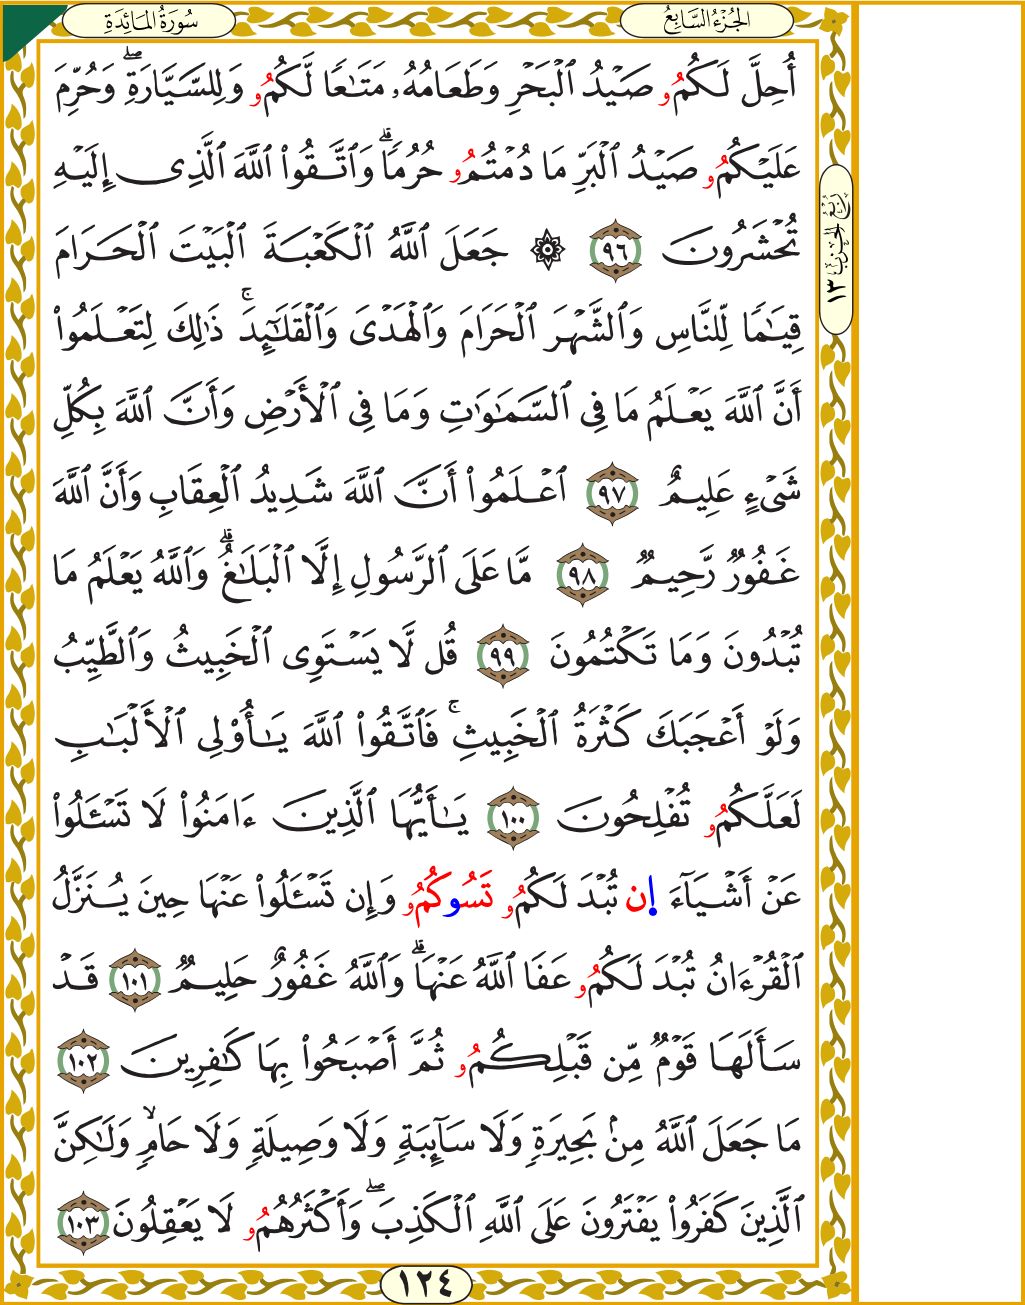 سُورَةُ المَائِدَةِ
الجُزْءُ السَّابِعُ
أُحِلَّ لَكُمُۥ صَيْدُ ٱلْبَحْرِ وَطَعَامُهُۥ مَتَٰعًا لَّكُمُۥ وَلِلسَّيَّارَةِۖ وَحُرِّمَ
عَلَيْكُمُۥ صَيْدُ ٱلْبَرِّ مَا دُمْتُمُۥ حُرُمًاۗ وَٱتَّقُوا۟ ٱللَّهَ ٱلَّذِى إِلَيْهِ
تُحْشَرُونَ ٩٦ ۞ جَعَلَ ٱللَّهُ ٱلْكَعْبَةَ ٱلْبَيْتَ ٱلْحَرَامَ
قِيَٰمًا لِّلنَّاسِ وَٱلشَّهْرَ ٱلْحَرَامَ وَٱلْهَدْىَ وَٱلْقَلَٰٓئِدَۚ ذَٰلِكَ لِتَعْلَمُوا۟
أَنَّ ٱللَّهَ يَعْلَمُ مَا فِى ٱلسَّمَٰوَٰتِ وَمَا فِى ٱلْأَرْضِ وَأَنَّ ٱللَّهَ بِكُلِّ
شَىْءٍ عَلِيمٌ ٩٧ ٱعْلَمُوا۟ أَنَّ ٱللَّهَ شَدِيدُ ٱلْعِقَابِ وَأَنَّ ٱللَّهَ
غَفُورٌ رَّحِيمٌ ٩٨ مَّا عَلَى ٱلرَّسُولِ إِلَّا ٱلْبَلَٰغُۗ وَٱللَّهُ يَعْلَمُ مَا
تُبْدُونَ وَمَا تَكْتُمُونَ ٩٩ قُل لَّا يَسْتَوِى ٱلْخَبِيثُ وَٱلطَّيِّبُ
وَلَوْ أَعْجَبَكَ كَثْرَةُ ٱلْخَبِيثِۚ فَٱتَّقُوا۟ ٱللَّهَ يَٰٓأُو۟لِى ٱلْأَلْبَٰبِ
لَعَلَّكُمُۥ تُفْلِحُونَ ١٠٠ يَٰٓأَيُّهَا ٱلَّذِينَ ءَامَنُوا۟ لَا تَسْـَٔلُوا۟
عَنْ أَشْيَآءَ إِن تُبْدَ لَكُمُۥ تَسُوكُمُۥ وَإِن تَسْـَٔلُوا۟ عَنْهَا حِينَ يُنَزَّلُ
ٱلْقُرْءَانُ تُبْدَ لَكُمُۥ عَفَا ٱللَّهُ عَنْهَاۗ وَٱللَّهُ غَفُورٌ حَلِيمٌ ١٠١ قَدْ
سَأَلَهَا قَوْمٌ مِّن قَبْلِكُمُۥ ثُمَّ أَصْبَحُوا۟ بِهَا كَٰفِرِينَ ١٠٢
مَا جَعَلَ ٱللَّهُ مِنۢ بَحِيرَةٍ وَلَا سَآئِبَةٍ وَلَا وَصِيلَةٍ وَلَا حَامٍۙ وَلَٰكِنَّ
ٱلَّذِينَ كَفَرُوا۟ يَفْتَرُونَ عَلَى ٱللَّهِ ٱلْكَذِبَۖ وَأَكْثَرُهُمُۥ لَا يَعْقِلُونَ ١٠٣
رُبْعُ الحِزْبِ ١٣
١٢٤